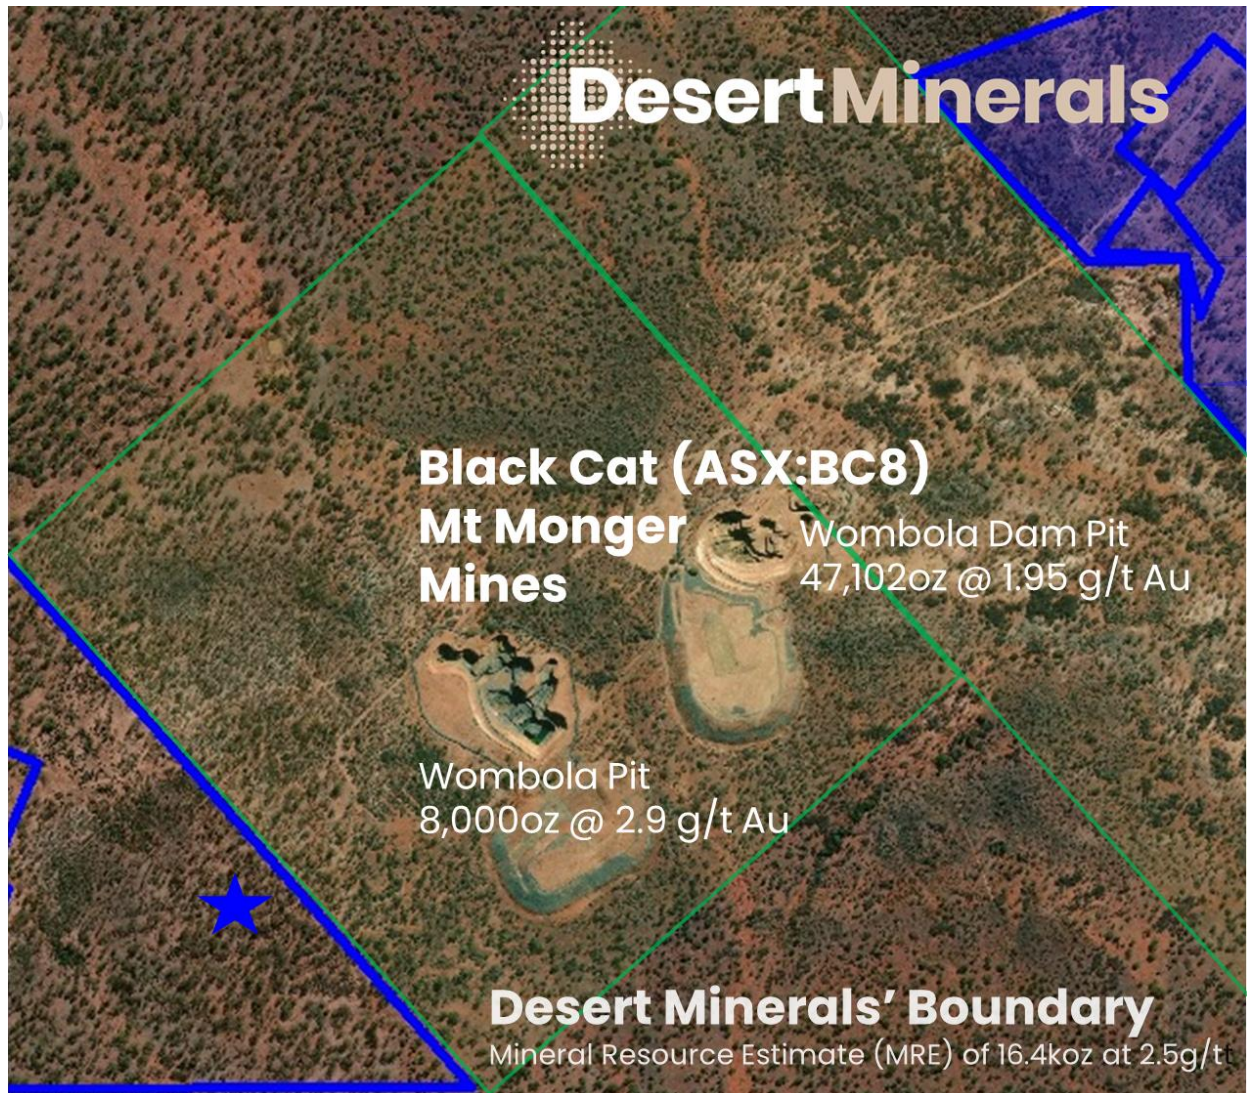 DesertMinerals
Black Cat (ASX:BC8)
Mt Monger
Mines
Wombola Dam Pit
47,102oz @ 1.95 g/t Au
Wombola Pit
8,000oz @ 2.9 g/t Au
Desert Minerals’ Boundary
Mineral Resource Estimate (MRE) of 16.4koz at 2.5g/t